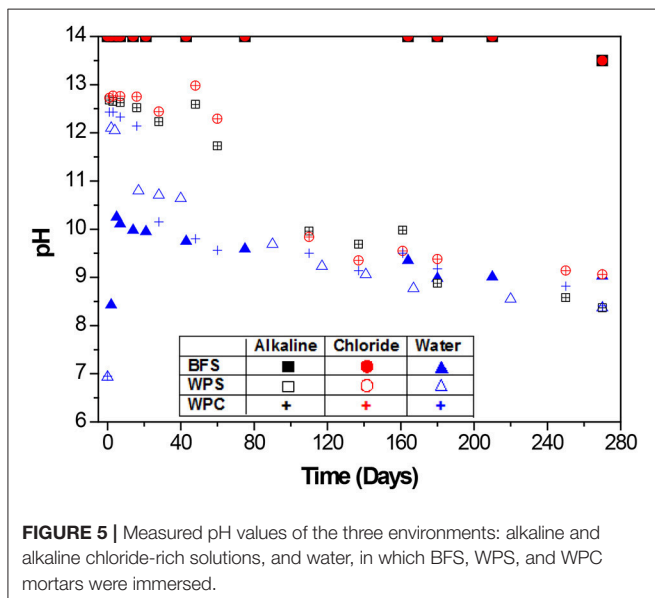 14
13
12
11
10
9
8
7
6
pH
0 40 80 120 160 200 240 280
Time (Days)
Alkaline Chloride Water
BFS
WPS
WPC
FIGURE 5 | Measured pH values of the three environments: alkaline and
alkaline chloride-rich solutions, and water, in which BFS, WPS, and WPC
mortars were immersed.